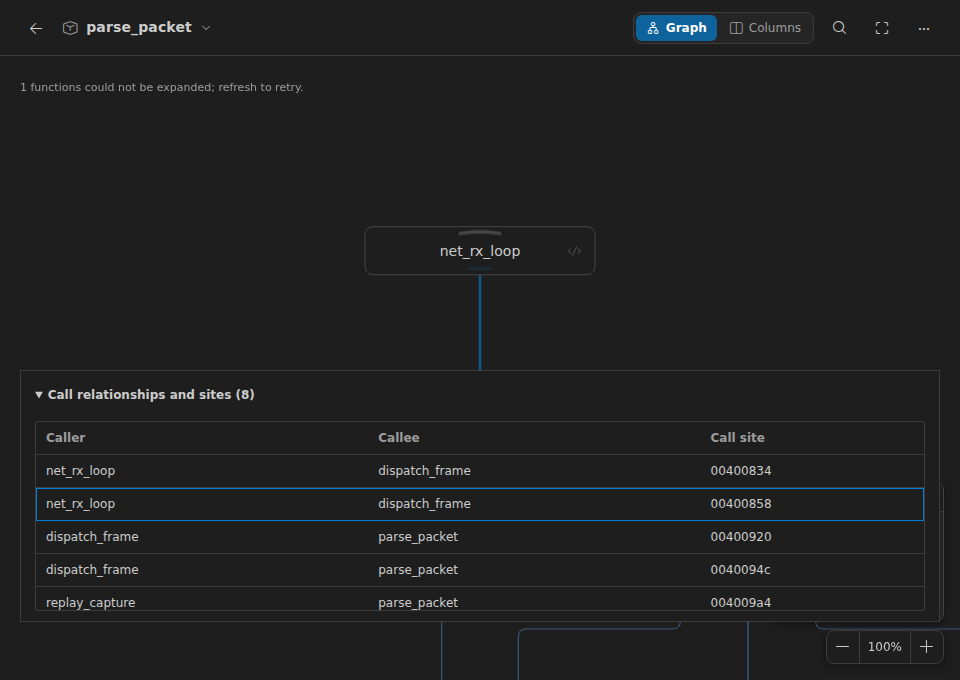 parse_packet
Graph
Columns
1 functions could not be expanded; refresh to retry.
net_rx_loop
Call relationships and sites (8)
Caller Callee Call site
net_rx_loop dispatch_frame 00400834
net_rx_loop dispatch_frame 00400858
dispatch_frame parse_packet 00400920
dispatch_frame parse_packet 0040094c
replay_capture parse_packet 004009a4
100%